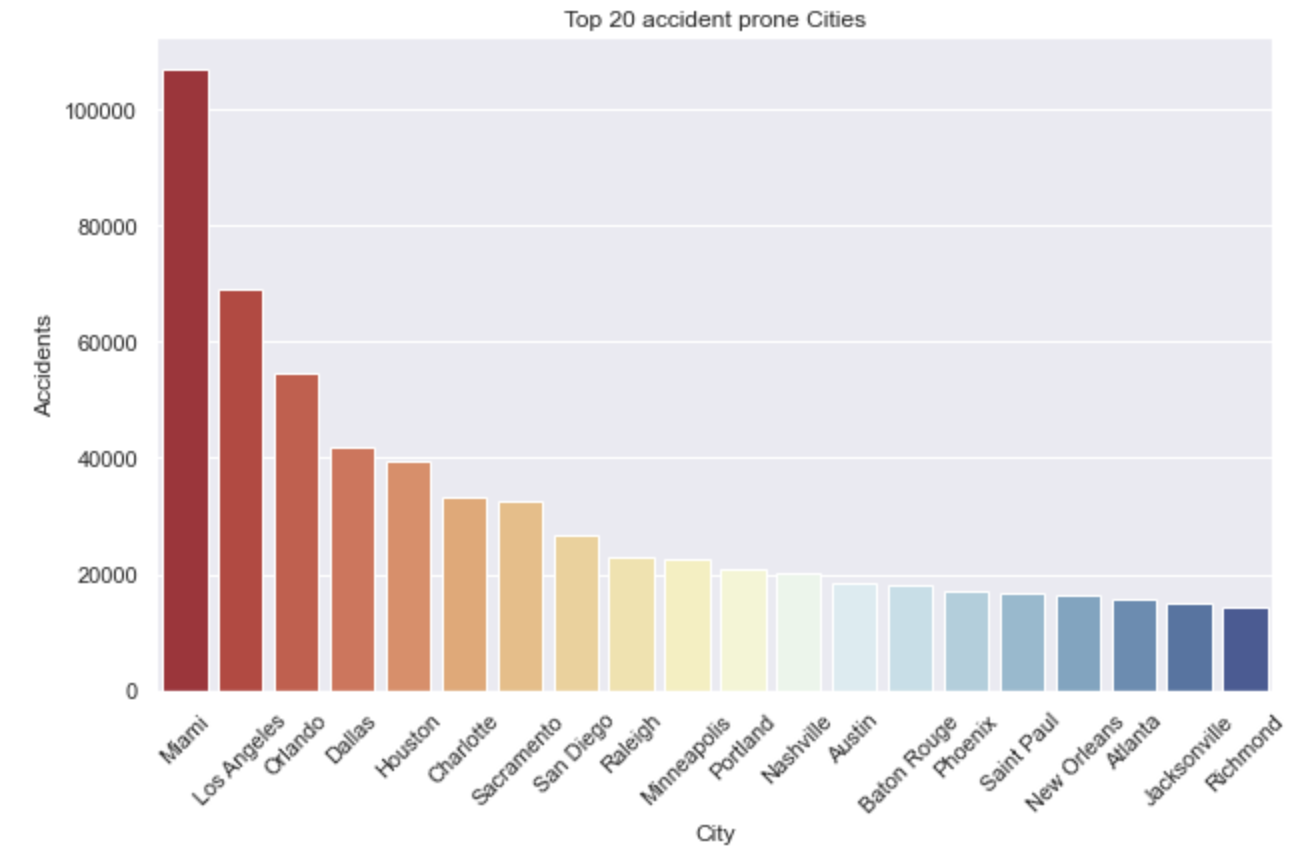 Top 20 accident prone Cities
Accidents
100000
80000
60000
40000
20000
0
Miami
Los Angeles
Orlando
Dallas
Houston
Charlotte
Sacramento
San Diego
Raleigh
Minneapolis
Portland
Nashville
Austin
Baton Rouge
Phoenix
Saint Paul
New Orleans
Atlanta
Jacksonville
Richmond
City